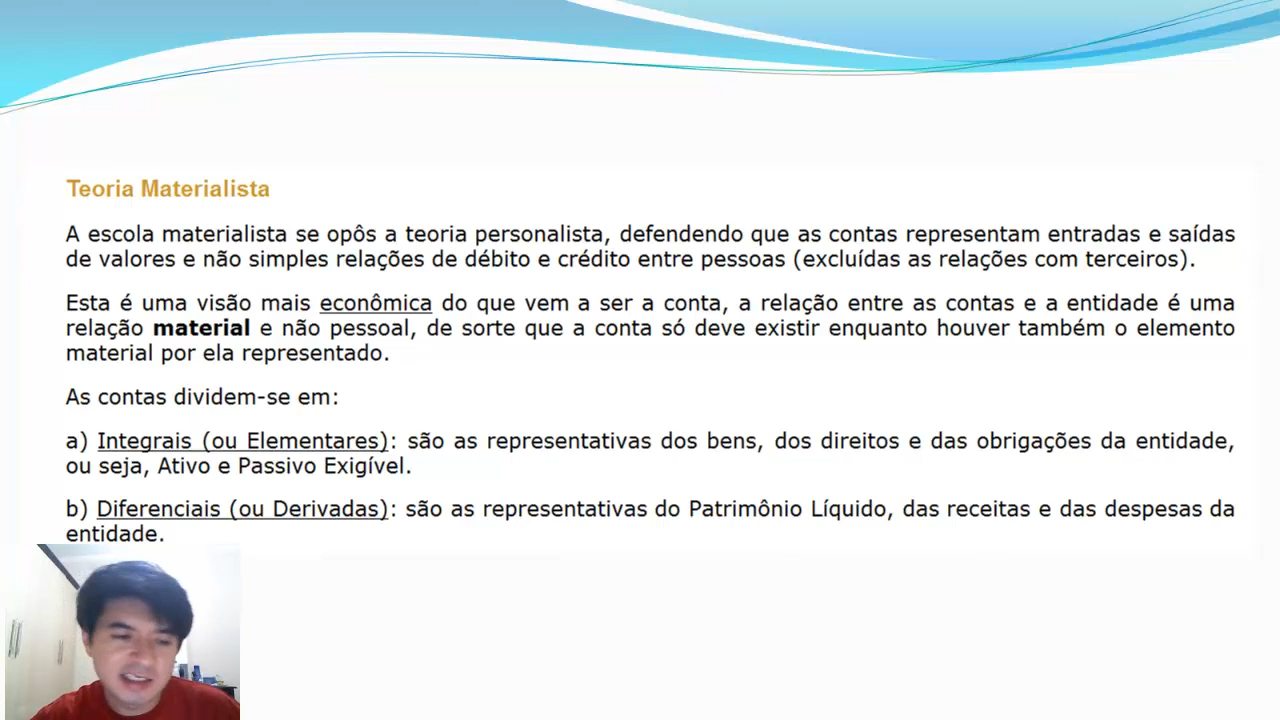 Teoria Materialista
A escola materialista se opôs a teoria personalista, defendendo que as contas representam entradas e saídas
de valores e não simples relações de débito e crédito entre pessoas (excluídas as relações com terceiros).
Esta é uma visão mais econômica do que vem a ser a conta, a relação entre as contas e a entidade é uma
relação material e não pessoal, de sorte que a conta só deve existir enquanto houver também o elemento
material por ela representado.
As contas dividem-se em:
a) Integrais (ou Elementares): são as representativas dos bens, dos direitos e das obrigações da entidade,
ou seja, Ativo e Passivo Exigível.
b) Diferenciais (ou Derivadas): são as representativas do Patrimônio Líquido, das receitas e das despesas da
entidade.